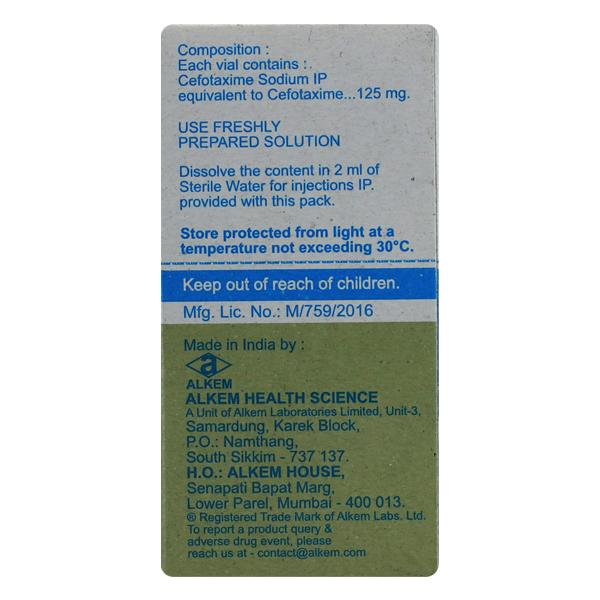 Composition :
Each vial contains :
Cefotaxime Sodium IP
equivalent to Cefotaxime...125 mg.
USE FRESHLY
PREPARED SOLUTION
Dissolve the content in 2 ml of
Sterile Water for injections IP.
provided with this pack.
Store protected from light at a
temperature not exceeding 30°C.
Keep out of reach of children.
Mfg. Lic. No.: M/759/2016
Made in India by :
a
ALKEM
ALKEM HEALTH SCIENCE
A Unit of Alkem Laboratories Limited, Unit-3,
Samardung, Karek Block,
P.O.: Namthang,
South Sikkim - 737 137.
H.O.: ALKEM HOUSE,
Senapati Bapat Marg,
Lower Parel, Mumbai - 400 013.
® Registered Trade Mark of Alkem Labs. Ltd.
To report a product query &
adverse drug event, please
reach us at - contact@alkem.com